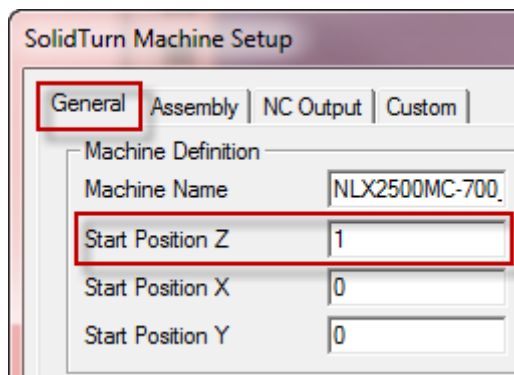 SolidTurn Machine Setup
General Assembly NC Output Custom
Machine Definition
Machine Name NLX2500MC-700_
Start Position Z 1
Start Position X 0
Start Position Y 0